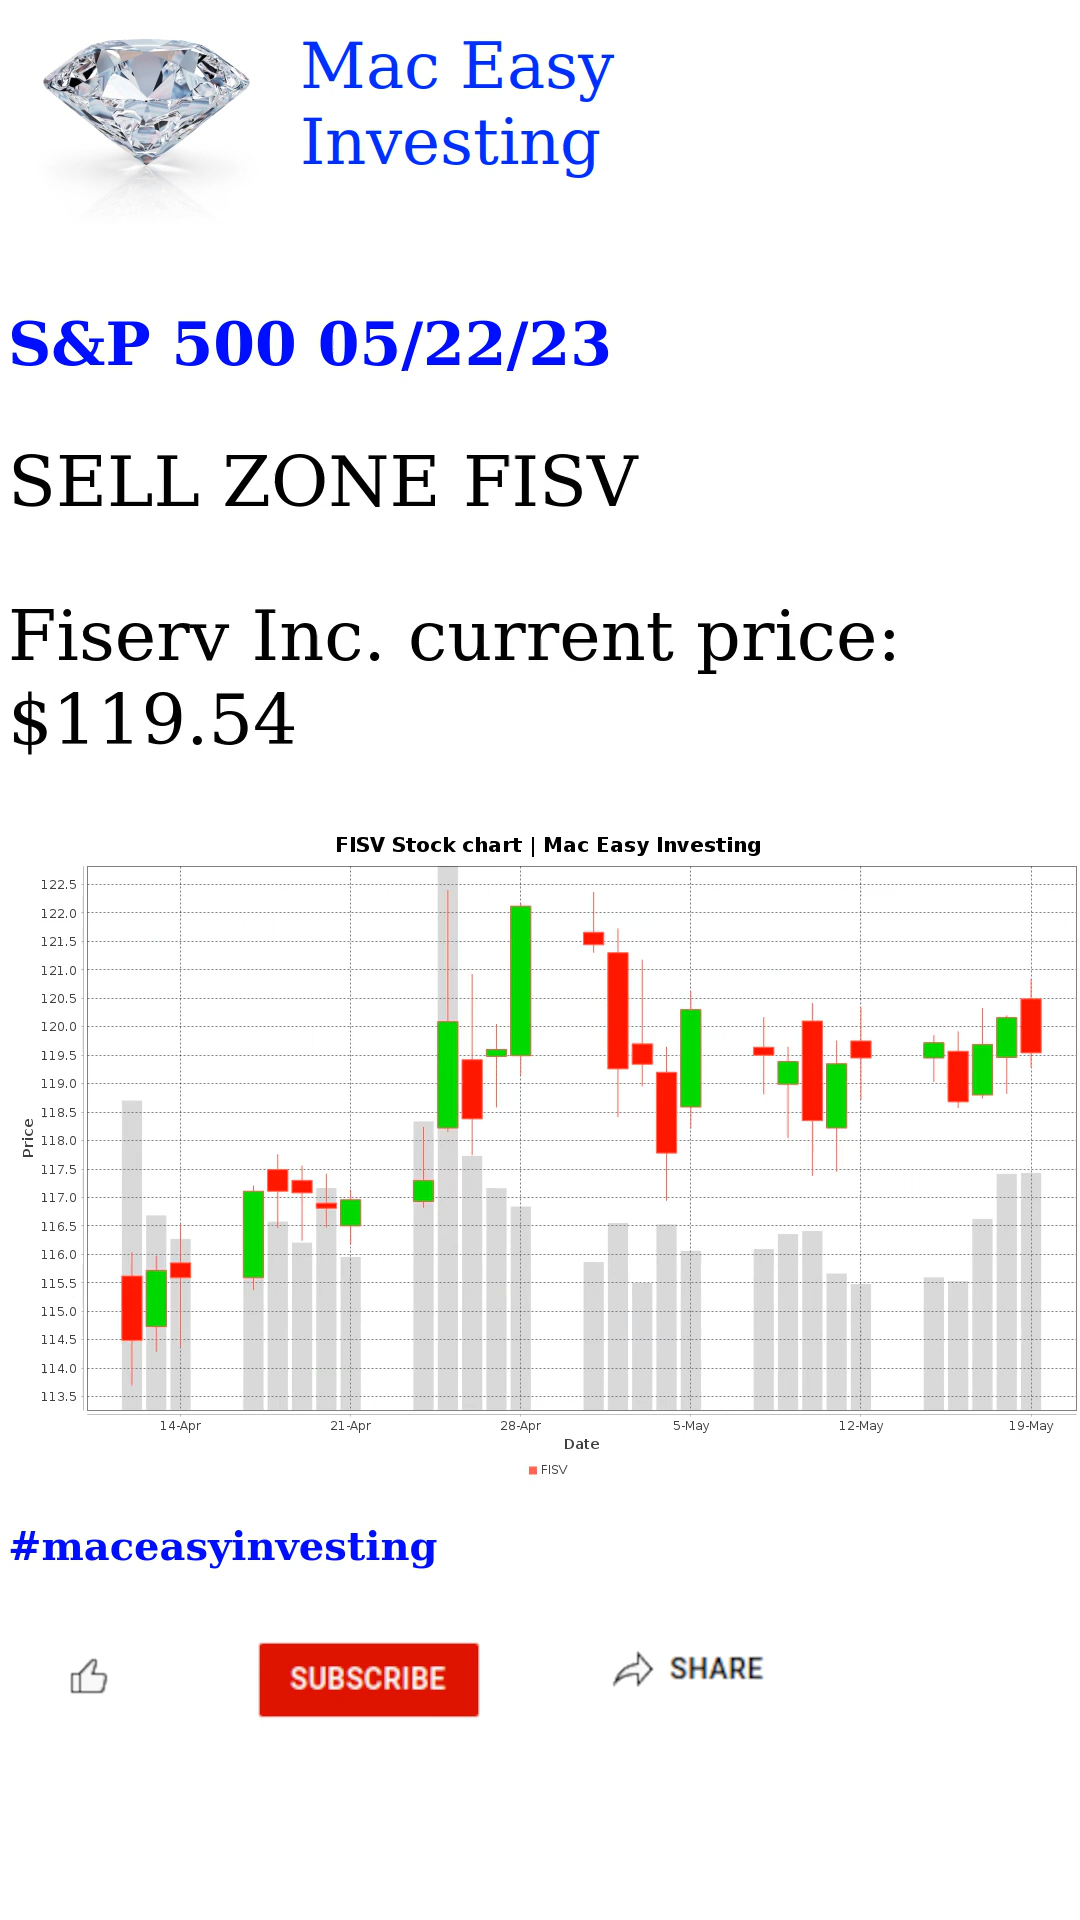 Mac Easy
Investing
S&P 500 05/22/23
SELL ZONE FISV
Fiserv Inc. current price:
$119.54
FISV Stock chart | Mac Easy Investing
122.5
122.0
121.5
121.0
120.5
120.0
119.5
119.0
118.5
118.0
117.5
117.0
116.5
116.0
115.5
115.0
114.5
114.0
113.5
Price
14-Apr 21-Apr 28-Apr 5-May 12-May 19-May
Date
FISV
#maceasyinvesting
SUBSCRIBE SHARE